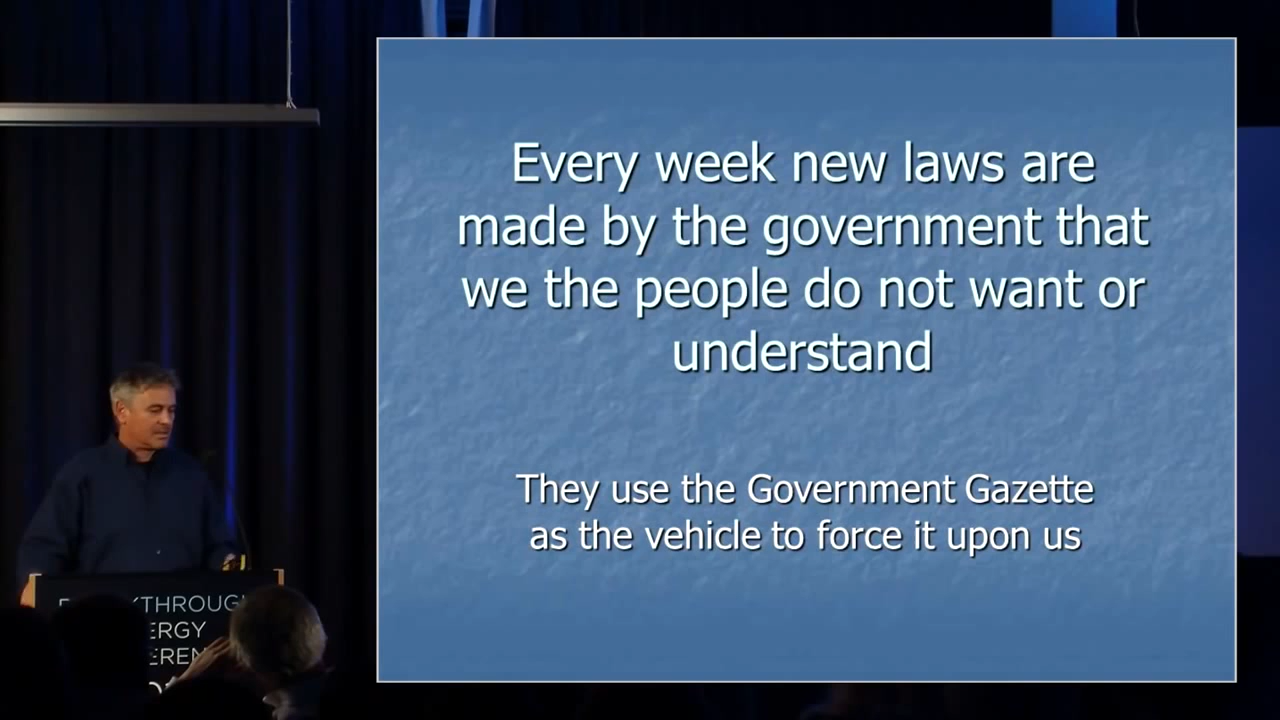 Every week new laws are
made by the government that
we the people do not want or
understand
They use the Government Gazette
as the vehicle to force it upon us